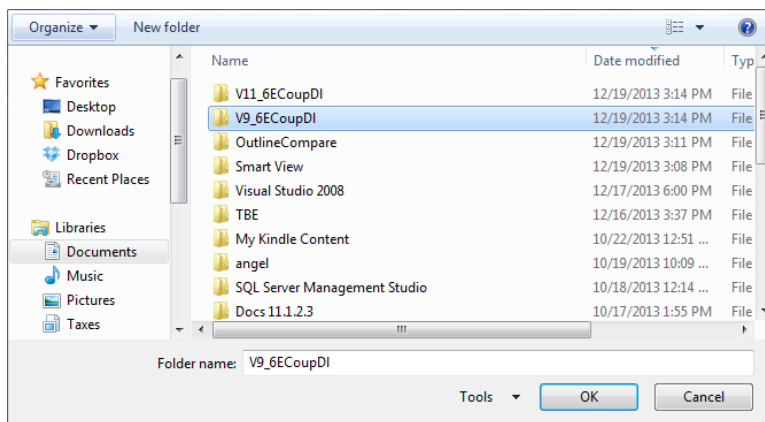 Organize New folder
Name Date modified Typ
Favorites
Desktop
Downloads
Dropbox
Recent Places
Libraries
Documents
Music
Pictures
Taxes
V11_6ECoupDI 12/19/2013 3:14 PM File
V9_6ECoupDI 12/19/2013 3:14 PM File
OutlineCompare 12/19/2013 3:11 PM File
Smart View 12/19/2013 3:08 PM File
Visual Studio 2008 12/17/2013 6:00 PM File
TBE 12/16/2013 3:37 PM File
My Kindle Content 10/22/2013 12:51 ... File
angel 10/19/2013 10:09 ... File
SQL Server Management Studio 10/18/2013 12:14 ... File
Docs 11.1.2.3 10/17/2013 1:55 PM File
Folder name: V9_6ECoupDI
Tools OK Cancel